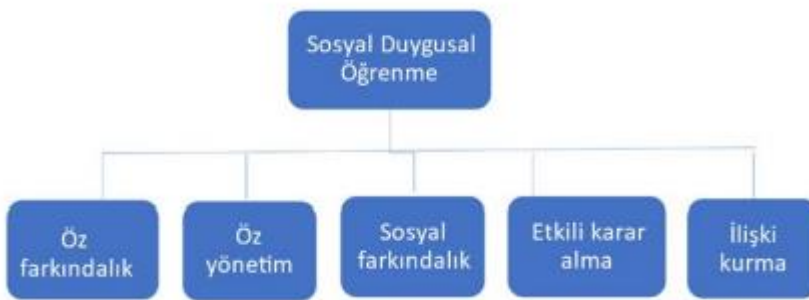 Sosyal Duygusal
Öğrenme
Öz
farkındalık
Öz
yönetim
Sosyal
farkındalık
Etkili karar
alma
İlişki
kurma